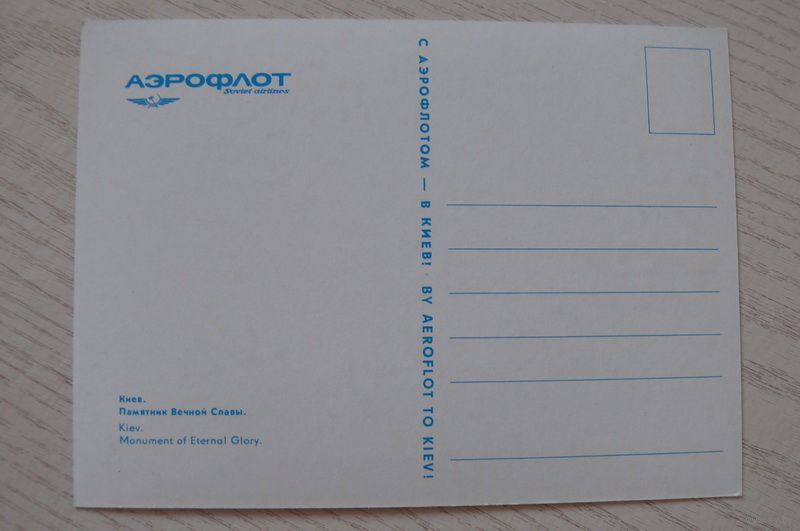 АЭРОФЛОТ
Soviet airlines
Киев.
Памятник Вечной Славы.
Kiev.
Monument of Eternal Glory.
С АЭРОФЛОТОМ — В КИЕВ! · BY AEROFLOT TO KIEV!